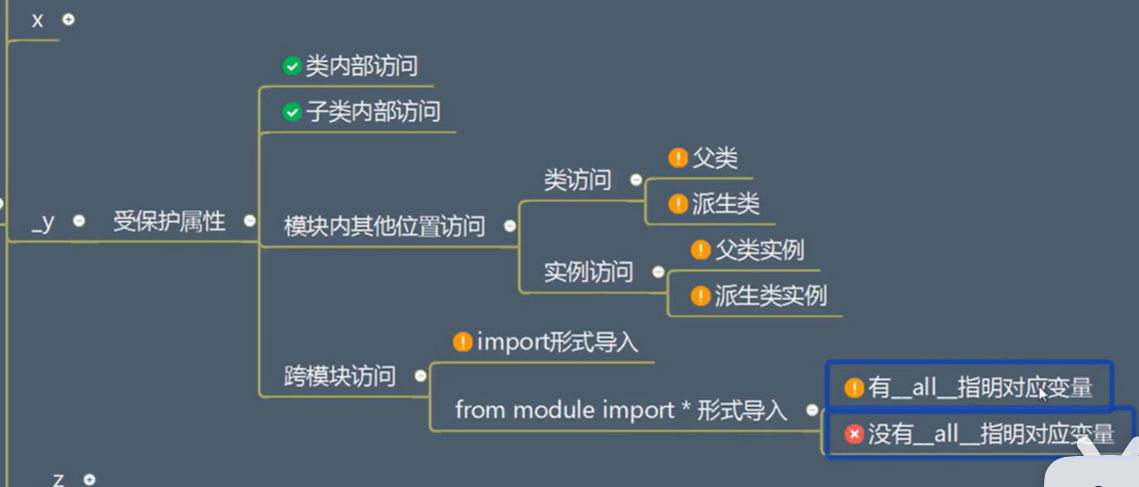 x
类内部访问
子类内部访问
父类
类访问
派生类
_y
受保护属性
模块内其他位置访问
父类实例
实例访问
派生类实例
import形式导入
跨模块访问
有__all__指明对应变量
from module import * 形式导入
没有__all__指明对应变量
z